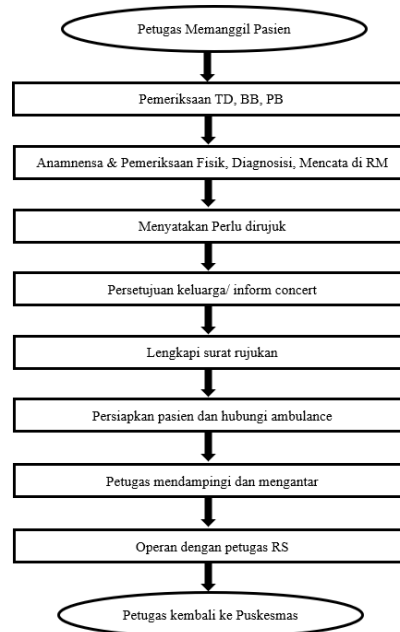 Petugas Memanggil Pasien
Pemeriksaan TD, BB, PB
Anamnensa & Pemeriksaan Fisik, Diagnosisi, Mencata di RM
Menyatakan Perlu dirujuk
Persetujuan keluarga/ inform concert
Lengkapi surat rujukan
Persiapkan pasien dan hubungi ambulance
Petugas mendampingi dan mengantar
Operan dengan petugas RS
Petugas kembali ke Puskesmas